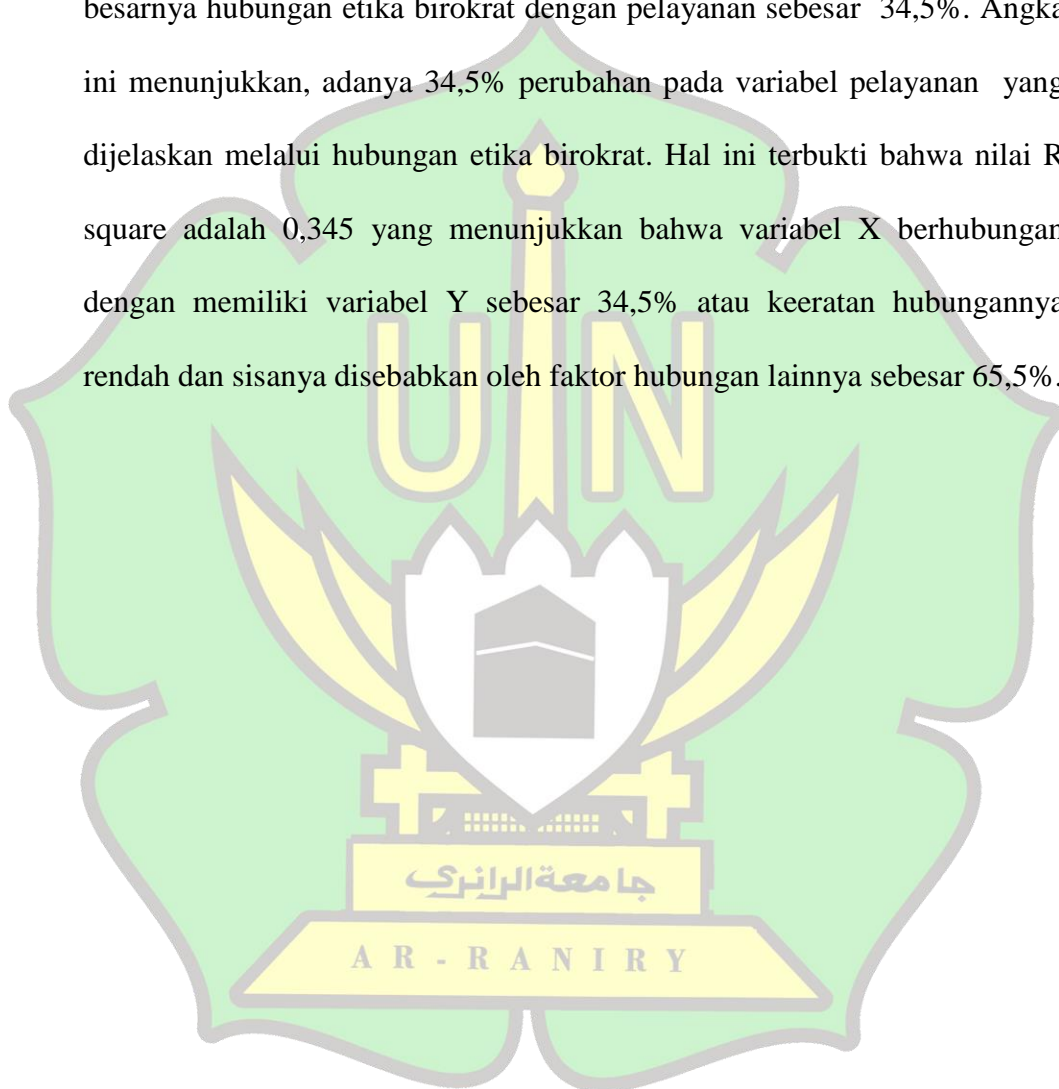 besarnya hubungan etika birokrat dengan pelayanan sebesar 34,5%. Angka
ini menunjukkan, adanya 34,5% perubahan pada variabel pelayanan yang
dijelaskan melalui hubungan etika birokrat. Hal ini terbukti bahwa nilai R
square adalah 0,345 yang menunjukkan bahwa variabel X berhubungan
dengan memiliki variabel Y sebesar 34,5% atau keeratan hubungannya
rendah dan sisanya disebabkan oleh faktor hubungan lainnya sebesar 65,5%.
UIN
جامعة الرانري
AR-RANIRY